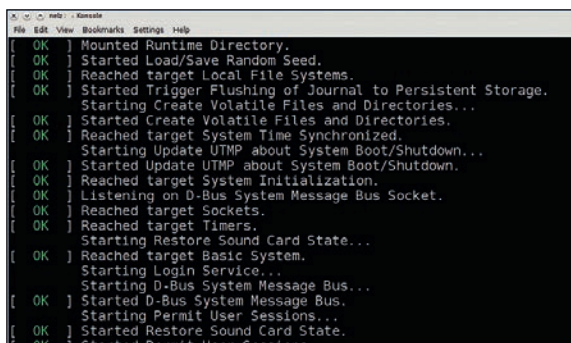 nelz : - Konsole
File Edit View Bookmarks Settings Help
[ OK ] Mounted Runtime Directory.
[ OK ] Started Load/Save Random Seed.
[ OK ] Reached target Local File Systems.
[ OK ] Started Trigger Flushing of Journal to Persistent Storage.
Starting Create Volatile Files and Directories...
[ OK ] Started Create Volatile Files and Directories.
[ OK ] Reached target System Time Synchronized.
Starting Update UTMP about System Boot/Shutdown...
[ OK ] Started Update UTMP about System Boot/Shutdown.
[ OK ] Reached target System Initialization.
[ OK ] Listening on D-Bus System Message Bus Socket.
[ OK ] Reached target Sockets.
[ OK ] Reached target Timers.
Starting Restore Sound Card State...
[ OK ] Reached target Basic System.
Starting Login Service...
Starting D-Bus System Message Bus...
[ OK ] Started D-Bus System Message Bus.
Starting Permit User Sessions...
[ OK ] Started Restore Sound Card State.